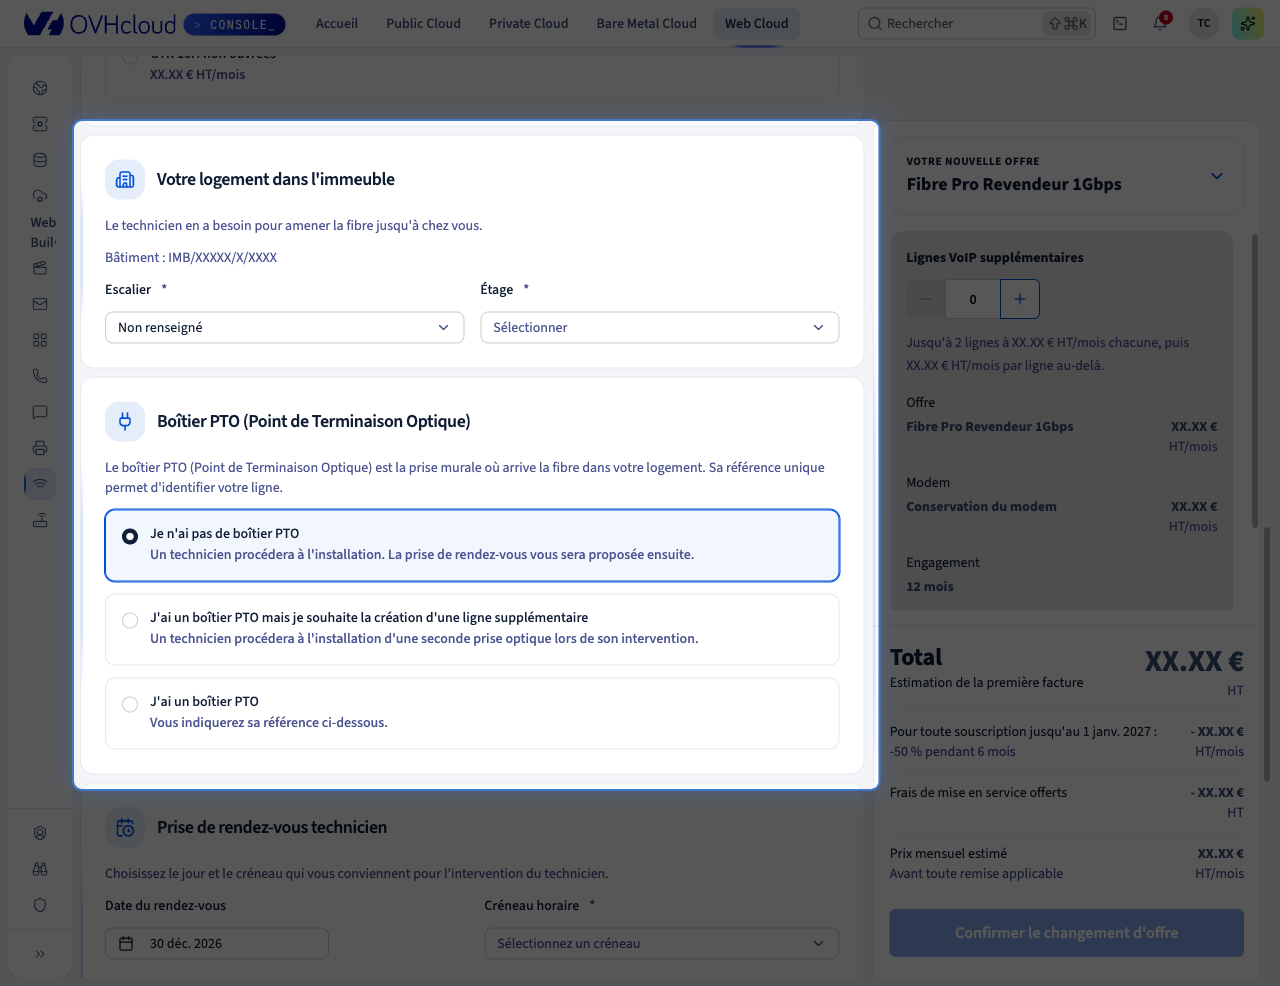 OVHcloud
> CONSOLE_
Accueil
Public Cloud
Private Cloud
Bare Metal Cloud
Web Cloud
Rechercher
⇧⌘K
8
TC
XX.XX € HT/mois
Web
Buil
Votre logement dans l'immeuble
Le technicien en a besoin pour amener la fibre jusqu'à chez vous.
Bâtiment : IMB/XXXXX/X/XXXX
Escalier *
Étage *
Non renseigné
Sélectionner
Boîtier PTO (Point de Terminaison Optique)
Le boîtier PTO (Point de Terminaison Optique) est la prise murale où arrive la fibre dans votre logement. Sa référence unique
permet d'identifier votre ligne.
Je n'ai pas de boîtier PTO
Un technicien procédera à l'installation. La prise de rendez-vous vous sera proposée ensuite.
J'ai un boîtier PTO mais je souhaite la création d'une ligne supplémentaire
Un technicien procédera à l'installation d'une seconde prise optique lors de son intervention.
J'ai un boîtier PTO
Vous indiquerez sa référence ci-dessous.
Prise de rendez-vous technicien
Choisissez le jour et le créneau qui vous conviennent pour l'intervention du technicien.
Date du rendez-vous
Créneau horaire *
30 déc. 2026
Sélectionnez un créneau
VOTRE NOUVELLE OFFRE
Fibre Pro Revendeur 1Gbps
Lignes VoIP supplémentaires
− 0 +
Jusqu'à 2 lignes à XX.XX € HT/mois chacune, puis
XX.XX € HT/mois par ligne au-delà.
Offre
Fibre Pro Revendeur 1Gbps XX.XX €
HT/mois
Modem
Conservation du modem XX.XX €
HT/mois
Engagement
12 mois
Total XX.XX €
Estimation de la première facture HT
Pour toute souscription jusqu'au 1 janv. 2027 : - XX.XX €
-50 % pendant 6 mois HT/mois
Frais de mise en service offerts - XX.XX €
HT
Prix mensuel estimé XX.XX €
Avant toute remise applicable HT/mois
Confirmer le changement d'offre